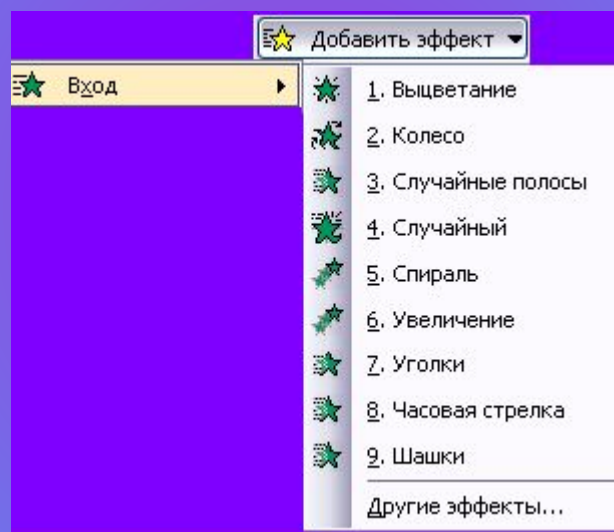 Добавить эффект
Вход
1. Выцветание
2. Колесо
3. Случайные полосы
4. Случайный
5. Спираль
6. Увеличение
7. Уголки
8. Часовая стрелка
9. Шашки
Другие эффекты...